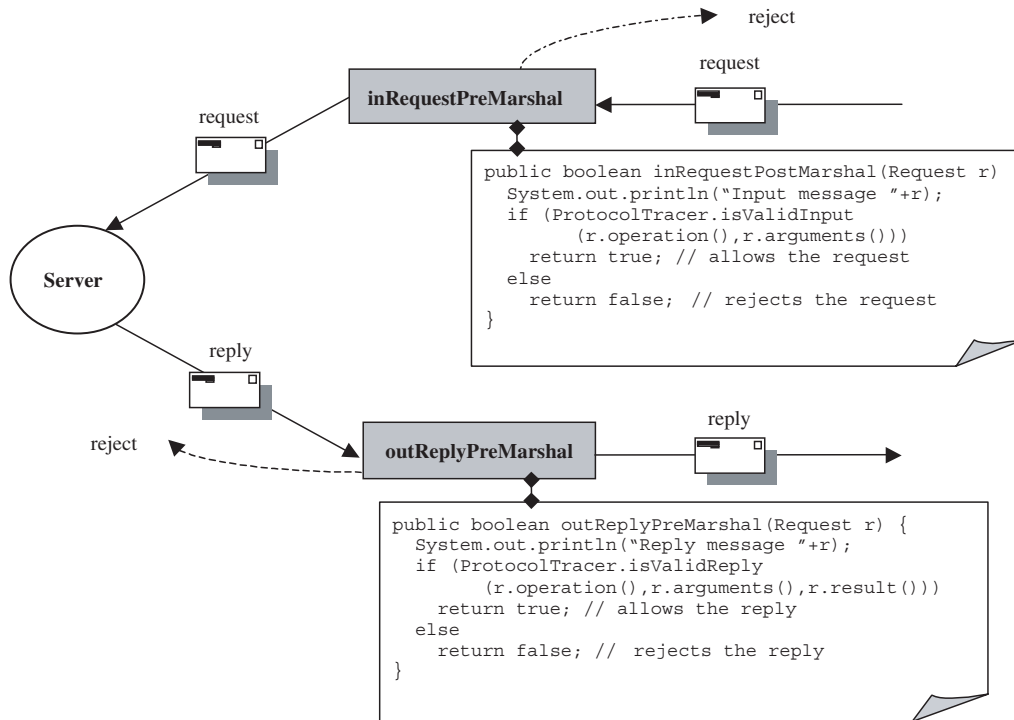 reject
request
inRequestPreMarshal
request
public boolean inRequestPostMarshal(Request r)
System.out.println(“Input message ”+r);
if (ProtocolTracer.isValidInput
(r.operation(),r.arguments()))
return true; // allows the request
else
return false; // rejects the request
}
Server
reply
reject
outReplyPreMarshal
reply
public boolean outReplyPreMarshal(Request r) {
System.out.println(“Reply message ”+r);
if (ProtocolTracer.isValidReply
(r.operation(),r.arguments(),r.result()))
return true; // allows the reply
else
return false; // rejects the reply
}